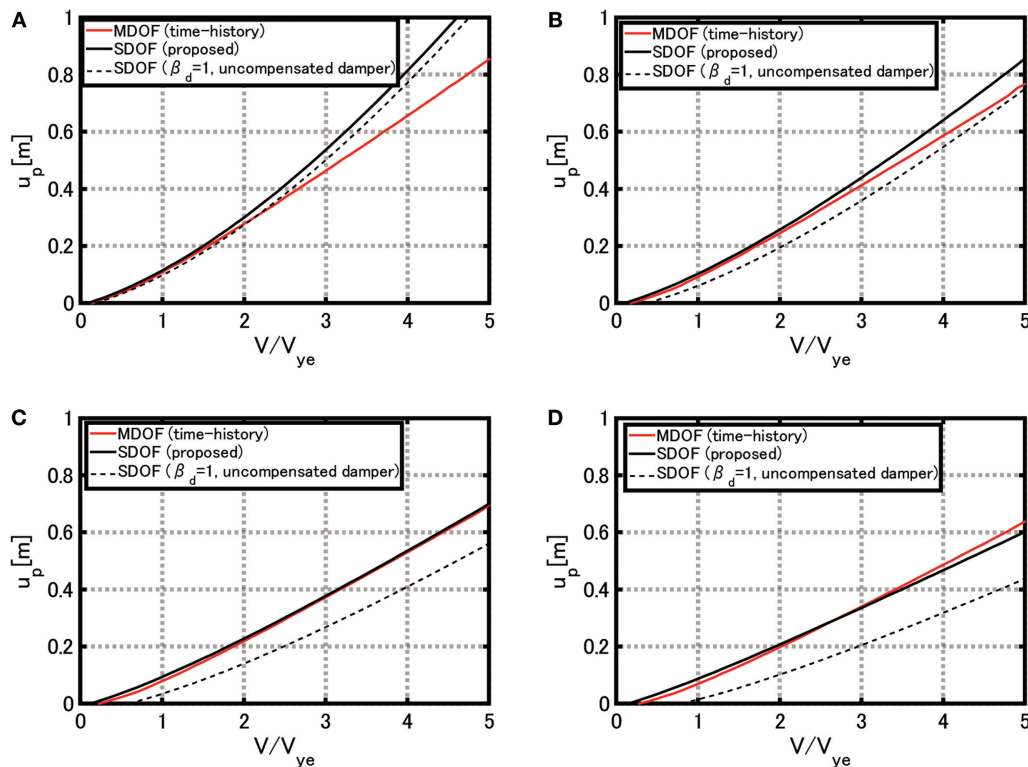 A
MDOF (time-history)
SDOF (proposed)
SDOF (β_d=1, uncompensated damper)
u_p[m]
1
0.8
0.6
0.4
0.2
0
0 1 2 3 4 5
V/V_ye
B
MDOF (time-history)
SDOF (proposed)
SDOF (β_d=1, uncompensated damper)
u_p[m]
1
0.8
0.6
0.4
0.2
0
0 1 2 3 4 5
V/V_ye
C
MDOF (time-history)
SDOF (proposed)
SDOF (β_d=1, uncompensated damper)
u_p[m]
1
0.8
0.6
0.4
0.2
0
0 1 2 3 4 5
V/V_ye
D
MDOF (time-history)
SDOF (proposed)
SDOF (β_d=1, uncompensated damper)
u_p[m]
1
0.8
0.6
0.4
0.2
0
0 1 2 3 4 5
V/V_ye